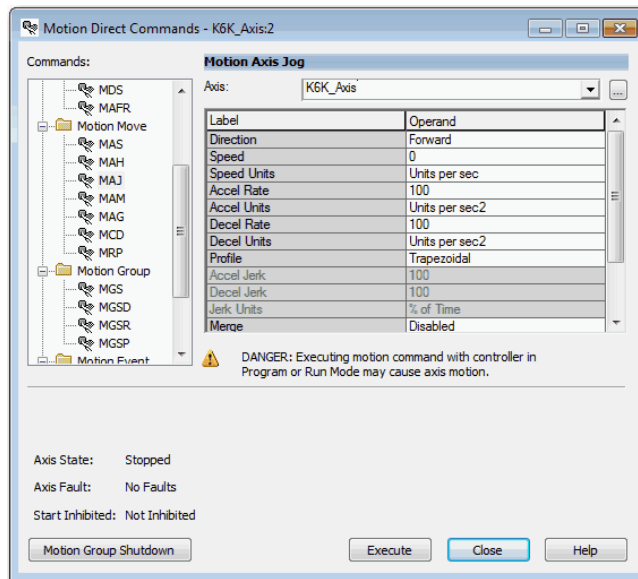 Motion Direct Commands - K6K_Axis:2
Commands:
MDS
MAFR
Motion Move
MAS
MAH
MAJ
MAM
MAG
MCD
MRP
Motion Group
MGS
MGSD
MGSR
MGSP
Motion Event
Motion Axis Jog
Axis: K6K_Axis ...
Label Operand
Direction Forward
Speed 0
Speed Units Units per sec
Accel Rate 100
Accel Units Units per sec2
Decel Rate 100
Decel Units Units per sec2
Profile Trapezoidal
Accel Jerk 100
Decel Jerk 100
Jerk Units % of Time
Merge Disabled
DANGER: Executing motion command with controller in
Program or Run Mode may cause axis motion.
Axis State: Stopped
Axis Fault: No Faults
Start Inhibited: Not Inhibited
Motion Group Shutdown Execute Close Help